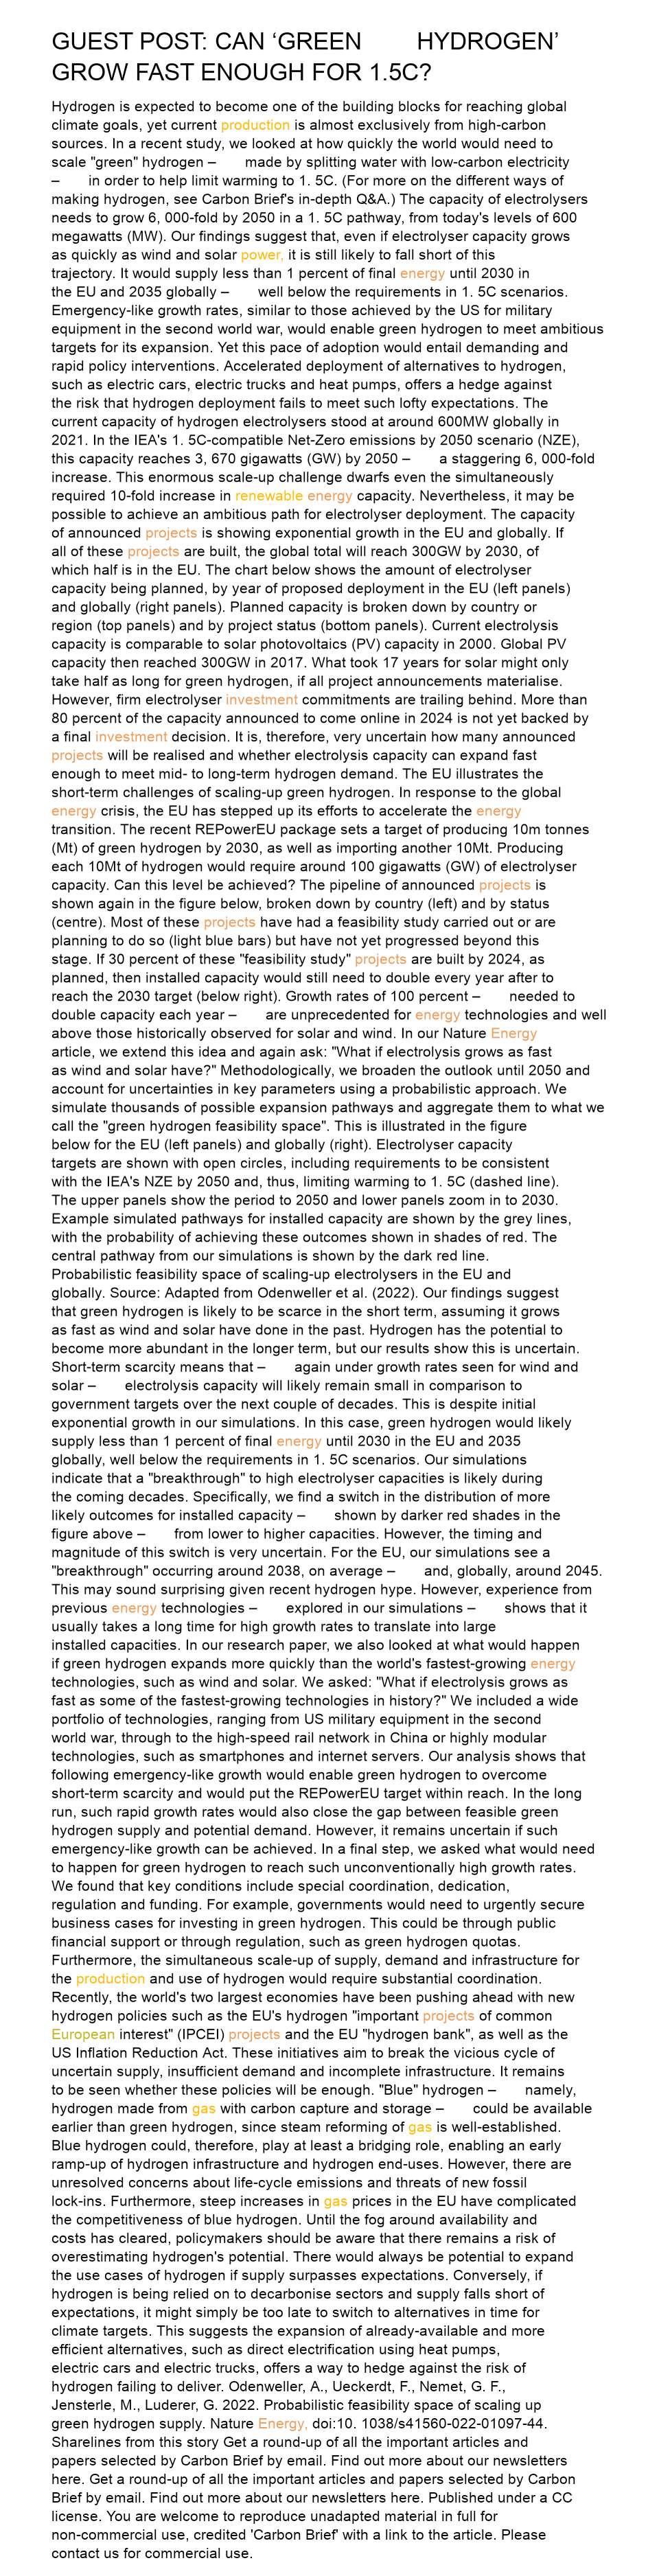 GUEST POST: CAN ‘GREEN HYDROGEN’
GROW FAST ENOUGH FOR 1.5C?
Hydrogen is expected to become one of the building blocks for reaching global
climate goals, yet current production is almost exclusively from high-carbon
sources. In a recent study, we looked at how quickly the world would need to
scale "green" hydrogen – made by splitting water with low-carbon electricity
– in order to help limit warming to 1. 5C. (For more on the different ways of
making hydrogen, see Carbon Brief's in-depth Q&A.) The capacity of electrolysers
needs to grow 6, 000-fold by 2050 in a 1. 5C pathway, from today's levels of 600
megawatts (MW). Our findings suggest that, even if electrolyser capacity grows
as quickly as wind and solar power, it is still likely to fall short of this
trajectory. It would supply less than 1 percent of final energy until 2030 in
the EU and 2035 globally – well below the requirements in 1. 5C scenarios.
Emergency-like growth rates, similar to those achieved by the US for military
equipment in the second world war, would enable green hydrogen to meet ambitious
targets for its expansion. Yet this pace of adoption would entail demanding and
rapid policy interventions. Accelerated deployment of alternatives to hydrogen,
such as electric cars, electric trucks and heat pumps, offers a hedge against
the risk that hydrogen deployment fails to meet such lofty expectations. The
current capacity of hydrogen electrolysers stood at around 600MW globally in
2021. In the IEA's 1. 5C-compatible Net-Zero emissions by 2050 scenario (NZE),
this capacity reaches 3, 670 gigawatts (GW) by 2050 – a staggering 6, 000-fold
increase. This enormous scale-up challenge dwarfs even the simultaneously
required 10-fold increase in renewable energy capacity. Nevertheless, it may be
possible to achieve an ambitious path for electrolyser deployment. The capacity
of announced projects is showing exponential growth in the EU and globally. If
all of these projects are built, the global total will reach 300GW by 2030, of
which half is in the EU. The chart below shows the amount of electrolyser
capacity being planned, by year of proposed deployment in the EU (left panels)
and globally (right panels). Planned capacity is broken down by country or
region (top panels) and by project status (bottom panels). Current electrolysis
capacity is comparable to solar photovoltaics (PV) capacity in 2000. Global PV
capacity then reached 300GW in 2017. What took 17 years for solar might only
take half as long for green hydrogen, if all project announcements materialise.
However, firm electrolyser investment commitments are trailing behind. More than
80 percent of the capacity announced to come online in 2024 is not yet backed by
a final investment decision. It is, therefore, very uncertain how many announced
projects will be realised and whether electrolysis capacity can expand fast
enough to meet mid- to long-term hydrogen demand. The EU illustrates the
short-term challenges of scaling-up green hydrogen. In response to the global
energy crisis, the EU has stepped up its efforts to accelerate the energy
transition. The recent REPowerEU package sets a target of producing 10m tonnes
(Mt) of green hydrogen by 2030, as well as importing another 10Mt. Producing
each 10Mt of hydrogen would require around 100 gigawatts (GW) of electrolyser
capacity. Can this level be achieved? The pipeline of announced projects is
shown again in the figure below, broken down by country (left) and by status
(centre). Most of these projects have had a feasibility study carried out or are
planning to do so (light blue bars) but have not yet progressed beyond this
stage. If 30 percent of these "feasibility study" projects are built by 2024, as
planned, then installed capacity would still need to double every year after to
reach the 2030 target (below right). Growth rates of 100 percent – needed to
double capacity each year – are unprecedented for energy technologies and well
above those historically observed for solar and wind. In our Nature Energy
article, we extend this idea and again ask: "What if electrolysis grows as fast
as wind and solar have?" Methodologically, we broaden the outlook until 2050 and
account for uncertainties in key parameters using a probabilistic approach. We
simulate thousands of possible expansion pathways and aggregate them to what we
call the "green hydrogen feasibility space". This is illustrated in the figure
below for the EU (left panels) and globally (right). Electrolyser capacity
targets are shown with open circles, including requirements to be consistent
with the IEA's NZE by 2050 and, thus, limiting warming to 1. 5C (dashed line).
The upper panels show the period to 2050 and lower panels zoom in to 2030.
Example simulated pathways for installed capacity are shown by the grey lines,
with the probability of achieving these outcomes shown in shades of red. The
central pathway from our simulations is shown by the dark red line.
Probabilistic feasibility space of scaling-up electrolysers in the EU and
globally. Source: Adapted from Odenweller et al. (2022). Our findings suggest
that green hydrogen is likely to be scarce in the short term, assuming it grows
as fast as wind and solar have done in the past. Hydrogen has the potential to
become more abundant in the longer term, but our results show this is uncertain.
Short-term scarcity means that – again under growth rates seen for wind and
solar – electrolysis capacity will likely remain small in comparison to
government targets over the next couple of decades. This is despite initial
exponential growth in our simulations. In this case, green hydrogen would likely
supply less than 1 percent of final energy until 2030 in the EU and 2035
globally, well below the requirements in 1. 5C scenarios. Our simulations
indicate that a "breakthrough" to high electrolyser capacities is likely during
the coming decades. Specifically, we find a switch in the distribution of more
likely outcomes for installed capacity – shown by darker red shades in the
figure above – from lower to higher capacities. However, the timing and
magnitude of this switch is very uncertain. For the EU, our simulations see a
"breakthrough" occurring around 2038, on average – and, globally, around 2045.
This may sound surprising given recent hydrogen hype. However, experience from
previous energy technologies – explored in our simulations – shows that it
usually takes a long time for high growth rates to translate into large
installed capacities. In our research paper, we also looked at what would happen
if green hydrogen expands more quickly than the world's fastest-growing energy
technologies, such as wind and solar. We asked: "What if electrolysis grows as
fast as some of the fastest-growing technologies in history?" We included a wide
portfolio of technologies, ranging from US military equipment in the second
world war, through to the high-speed rail network in China or highly modular
technologies, such as smartphones and internet servers. Our analysis shows that
following emergency-like growth would enable green hydrogen to overcome
short-term scarcity and would put the REPowerEU target within reach. In the long
run, such rapid growth rates would also close the gap between feasible green
hydrogen supply and potential demand. However, it remains uncertain if such
emergency-like growth can be achieved. In a final step, we asked what would need
to happen for green hydrogen to reach such unconventionally high growth rates.
We found that key conditions include special coordination, dedication,
regulation and funding. For example, governments would need to urgently secure
business cases for investing in green hydrogen. This could be through public
financial support or through regulation, such as green hydrogen quotas.
Furthermore, the simultaneous scale-up of supply, demand and infrastructure for
the production and use of hydrogen would require substantial coordination.
Recently, the world's two largest economies have been pushing ahead with new
hydrogen policies such as the EU's hydrogen "important projects of common
European interest" (IPCEI) projects and the EU "hydrogen bank", as well as the
US Inflation Reduction Act. These initiatives aim to break the vicious cycle of
uncertain supply, insufficient demand and incomplete infrastructure. It remains
to be seen whether these policies will be enough. "Blue" hydrogen – namely,
hydrogen made from gas with carbon capture and storage – could be available
earlier than green hydrogen, since steam reforming of gas is well-established.
Blue hydrogen could, therefore, play at least a bridging role, enabling an early
ramp-up of hydrogen infrastructure and hydrogen end-uses. However, there are
unresolved concerns about life-cycle emissions and threats of new fossil
lock-ins. Furthermore, steep increases in gas prices in the EU have complicated
the competitiveness of blue hydrogen. Until the fog around availability and
costs has cleared, policymakers should be aware that there remains a risk of
overestimating hydrogen's potential. There would always be potential to expand
the use cases of hydrogen if supply surpasses expectations. Conversely, if
hydrogen is being relied on to decarbonise sectors and supply falls short of
expectations, it might simply be too late to switch to alternatives in time for
climate targets. This suggests the expansion of already-available and more
efficient alternatives, such as direct electrification using heat pumps,
electric cars and electric trucks, offers a way to hedge against the risk of
hydrogen failing to deliver. Odenweller, A., Ueckerdt, F., Nemet, G. F.,
Jensterle, M., Luderer, G. 2022. Probabilistic feasibility space of scaling up
green hydrogen supply. Nature Energy, doi:10. 1038/s41560-022-01097-44.
Sharelines from this story Get a round-up of all the important articles and
papers selected by Carbon Brief by email. Find out more about our newsletters
here. Get a round-up of all the important articles and papers selected by Carbon
Brief by email. Find out more about our newsletters here. Published under a CC
license. You are welcome to reproduce unadapted material in full for
non-commercial use, credited 'Carbon Brief' with a link to the article. Please
contact us for commercial use.